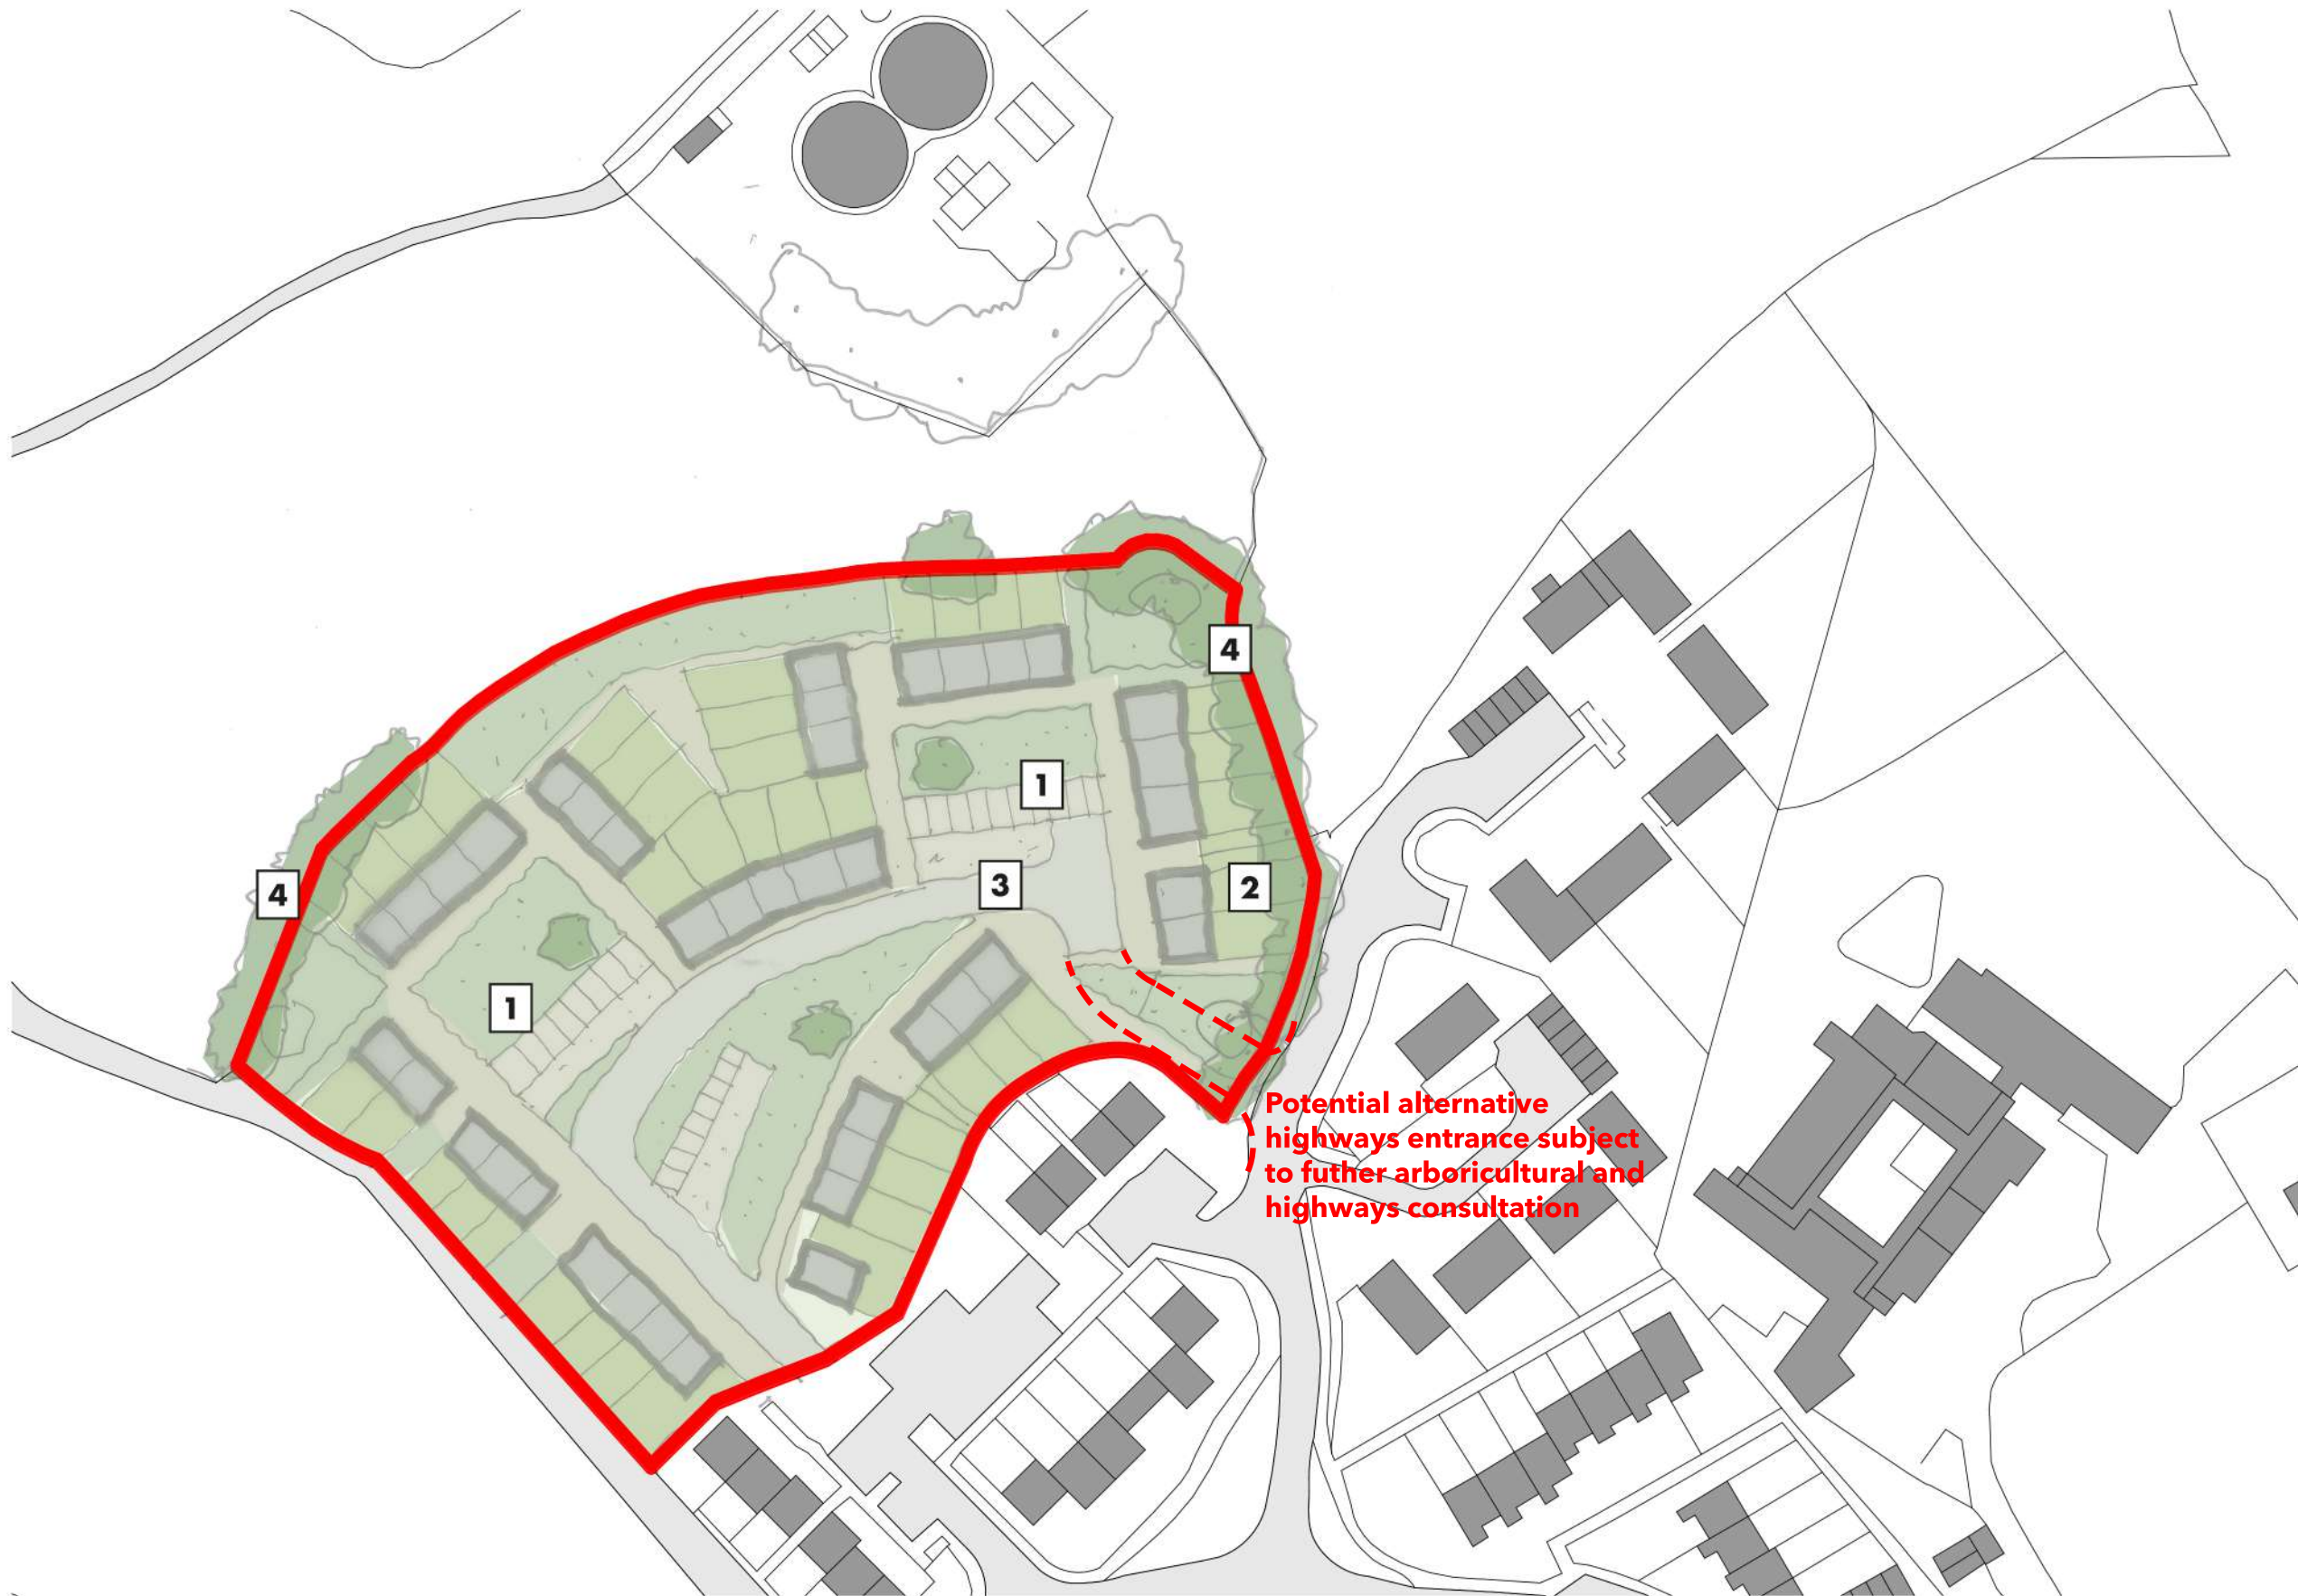 4
1
3
2
4
1
Potential alternative
highways entrance subject
to futher arboricultural and
highways consultation